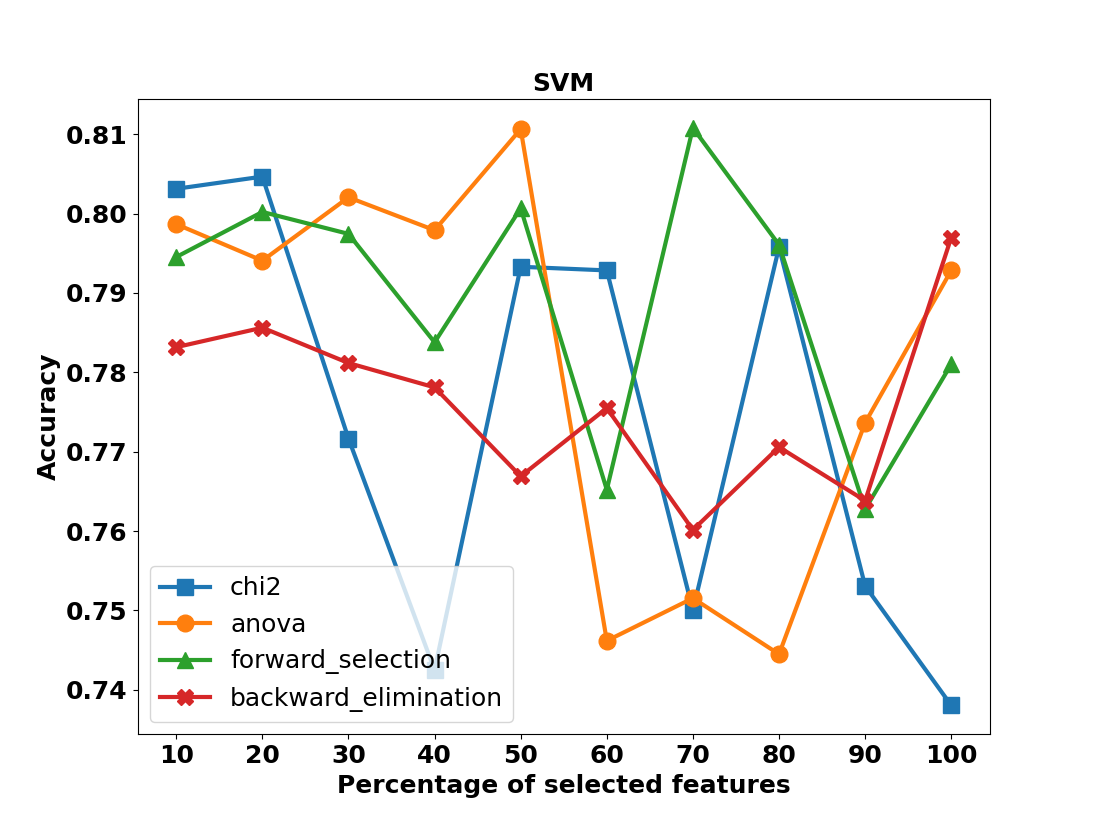 SVM
0.81
0.80
0.79
0.78
0.77
0.76
0.75
0.74
Accuracy
chi2
anova
forward_selection
backward_elimination
10 20 30 40 50 60 70 80 90 100
Percentage of selected features